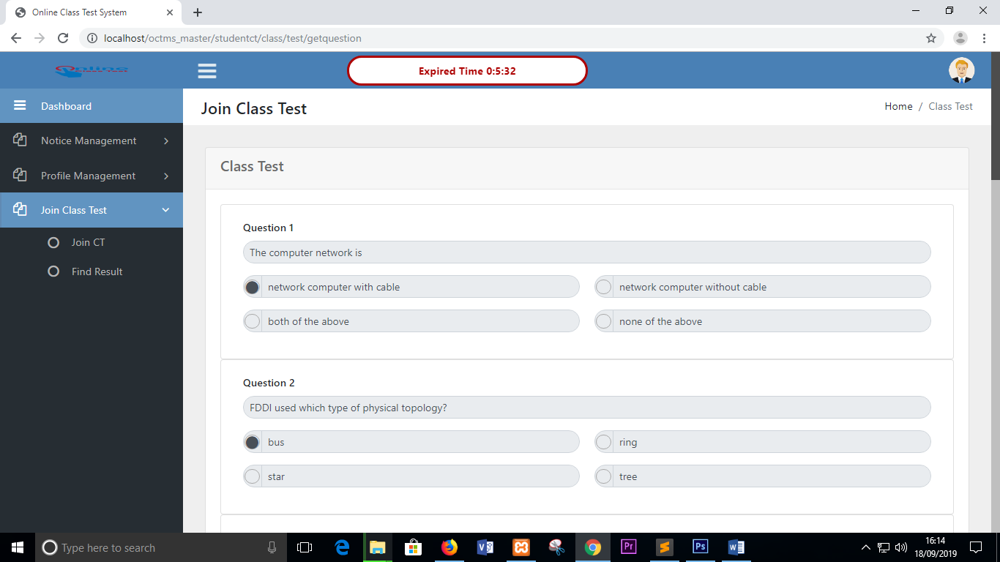 Online Class Test System
localhost/octms_master/studentct/class/test/getquestion
Online
Expired Time 0:5:32
Dashboard
Notice Management
Profile Management
Join Class Test
Join CT
Find Result
Join Class Test
Home / Class Test
Class Test
Question 1
The computer network is
network computer with cable
network computer without cable
both of the above
none of the above
Question 2
FDDI used which type of physical topology?
bus
ring
star
tree
Type here to search
Pr
Ps
16:14
18/09/2019